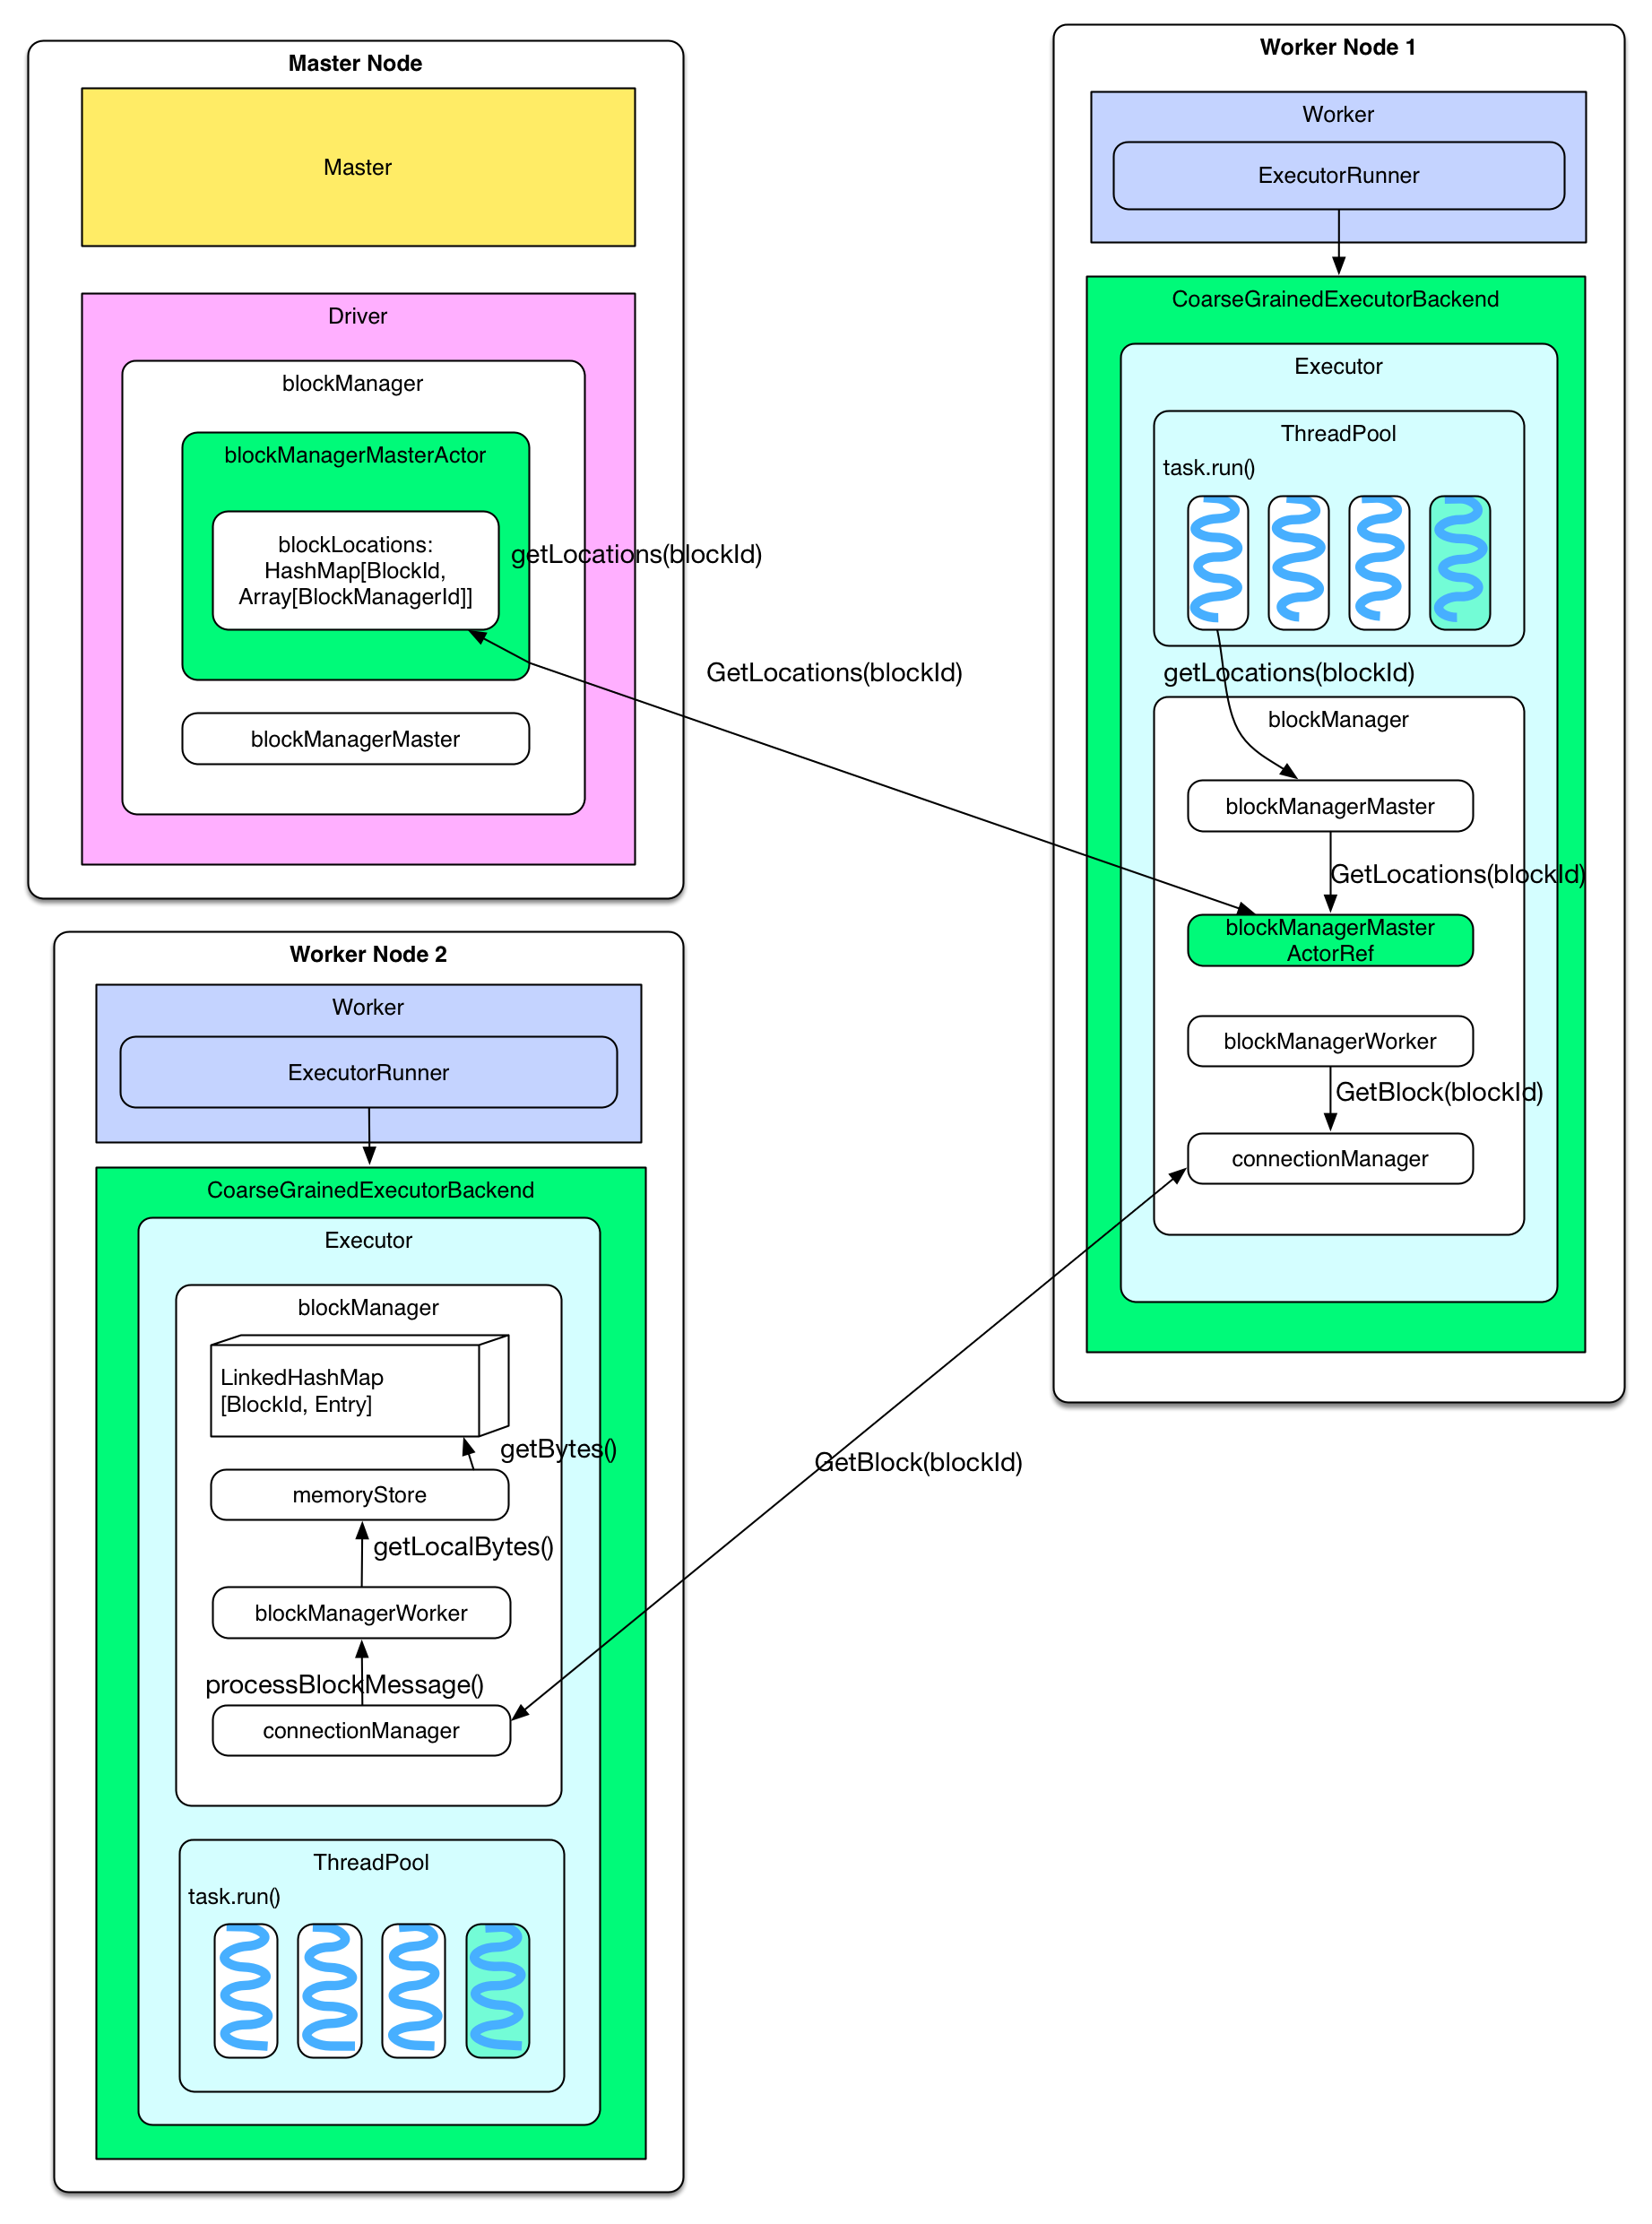 Master Node
Master
Driver
blockManager
blockManagerMasterActor
blockLocations:
HashMap[BlockId,
Array[BlockManagerId]]
getLocations(blockId)
blockManagerMaster
GetLocations(blockId)
Worker Node 1
Worker
ExecutorRunner
CoarseGrainedExecutorBackend
Executor
ThreadPool
task.run()
getLocations(blockId)
blockManager
blockManagerMaster
GetLocations(blockId)
blockManagerMaster
ActorRef
blockManagerWorker
GetBlock(blockId)
connectionManager
Worker Node 2
Worker
ExecutorRunner
CoarseGrainedExecutorBackend
Executor
blockManager
LinkedHashMap
[BlockId, Entry]
getBytes()
memoryStore
getLocalBytes()
blockManagerWorker
processBlockMessage()
connectionManager
GetBlock(blockId)
ThreadPool
task.run()